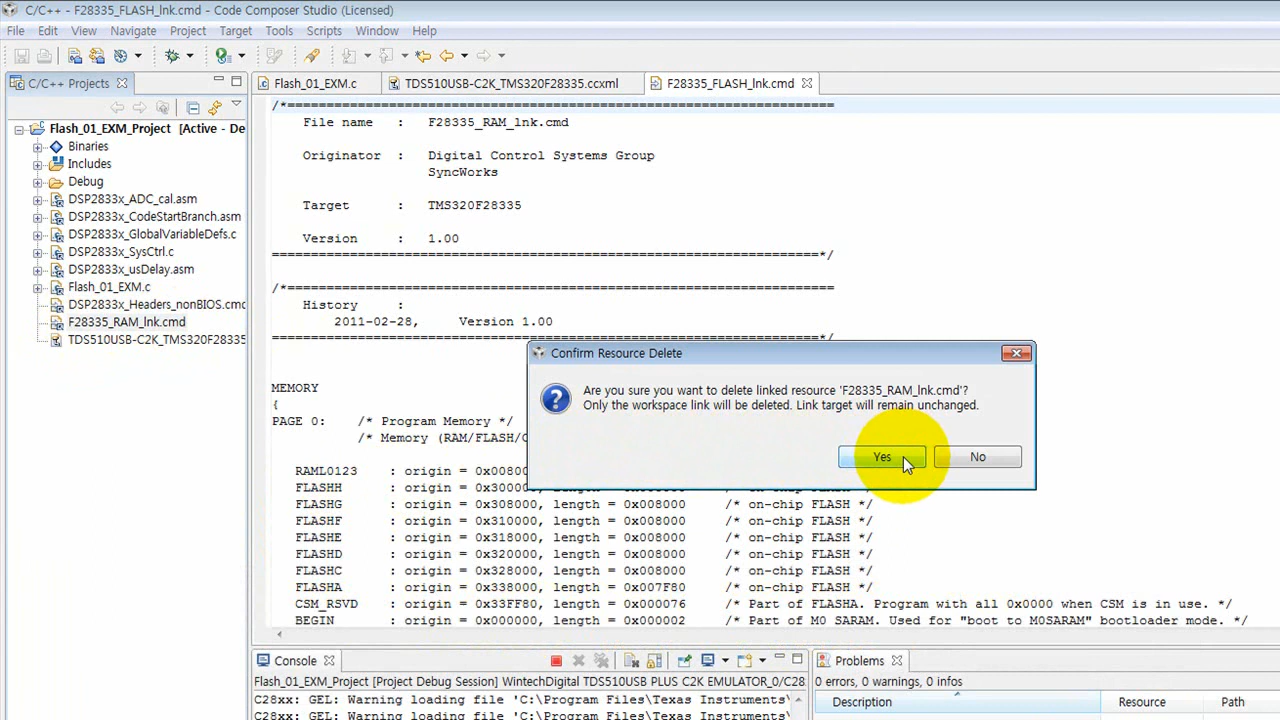 C/C++ - F28335_FLASH_lnk.cmd - Code Composer Studio (Licensed)
File Edit View Navigate Project Target Tools Scripts Window Help
C/C++ Projects
Flash_01_EXM_Project [Active - De
Binaries
Includes
Debug
DSP2833x_ADC_cal.asm
DSP2833x_CodeStartBranch.asm
DSP2833x_GlobalVariableDefs.c
DSP2833x_SysCtrl.c
DSP2833x_usDelay.asm
Flash_01_EXM.c
DSP2833x_Headers_nonBIOS.cmd
F28335_RAM_lnk.cmd
TDS510USB-C2K_TMS320F28335
Flash_01_EXM.c TDS510USB-C2K_TMS320F28335.ccxml F28335_FLASH_lnk.cmd
/*======================================================================
File name : F28335_RAM_lnk.cmd
Originator : Digital Control Systems Group
SyncWorks
Target : TMS320F28335
Version : 1.00
======================================================================*/
/*======================================================================
History :
2011-02-28, Version 1.00
======================================================================*/
MEMORY
{
PAGE 0: /* Program Memory */
/* Memory (RAM/FLASH/
RAML0123 : origin = 0x008
FLASHH : origin = 0x300000, length = 0x008000 /* on-chip FLASH */
FLASHG : origin = 0x308000, length = 0x008000 /* on-chip FLASH */
FLASHF : origin = 0x310000, length = 0x008000 /* on-chip FLASH */
FLASHE : origin = 0x318000, length = 0x008000 /* on-chip FLASH */
FLASHD : origin = 0x320000, length = 0x008000 /* on-chip FLASH */
FLASHC : origin = 0x328000, length = 0x008000 /* on-chip FLASH */
FLASHA : origin = 0x338000, length = 0x007F80 /* on-chip FLASH */
CSM_RSVD : origin = 0x33FF80, length = 0x000076 /* Part of FLASHA. Program with all 0x0000 when CSM is in use. */
BEGIN : origin = 0x000000, length = 0x000002 /* Part of M0 SARAM. Used for "boot to M0SARAM" bootloader mode. */
Confirm Resource Delete
Are you sure you want to delete linked resource 'F28335_RAM_lnk.cmd'?
Only the workspace link will be deleted. Link target will remain unchanged.
Yes No
Console
Flash_01_EXM_Project [Project Debug Session] WintechDigital TDS510USB PLUS C2K EMULATOR_0/C28
C28xx: GEL: Warning loading file 'C:\Program Files\Texas Instruments\
C28xx: GEL: Warning loading file 'C:\Program Files\Texas Instruments\
Problems
0 errors, 0 warnings, 0 infos
Description Resource Path